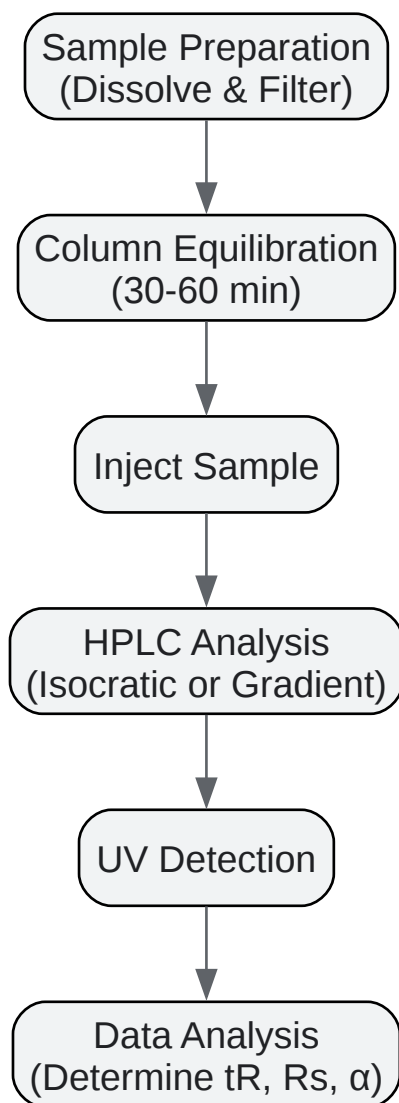 Sample Preparation
(Dissolve & Filter)
Column Equilibration
(30-60 min)
Inject Sample
HPLC Analysis
(Isocratic or Gradient)
UV Detection
Data Analysis
(Determine tR, Rs, α)